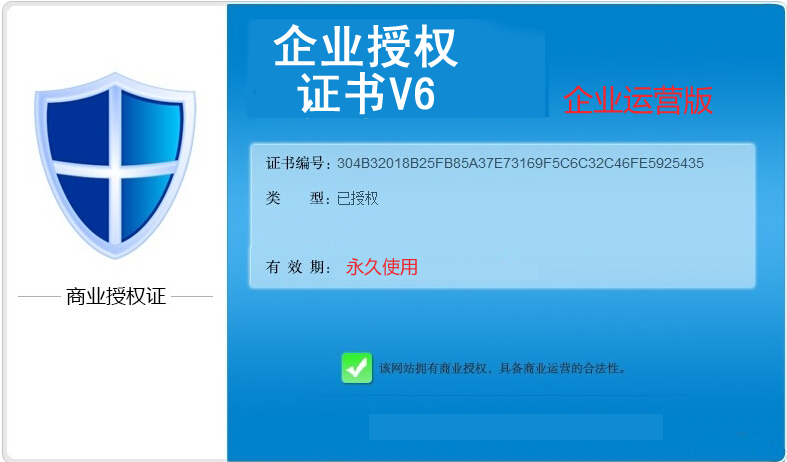 企业授权
证书V6
企业运营版
证书编号：304B32018B25FB85A37E73169F5C6C32C46FE5925435
类 型：已授权
有 效 期： 永久使用
商业授权证
该网站拥有商业授权，具备商业运营的合法性。